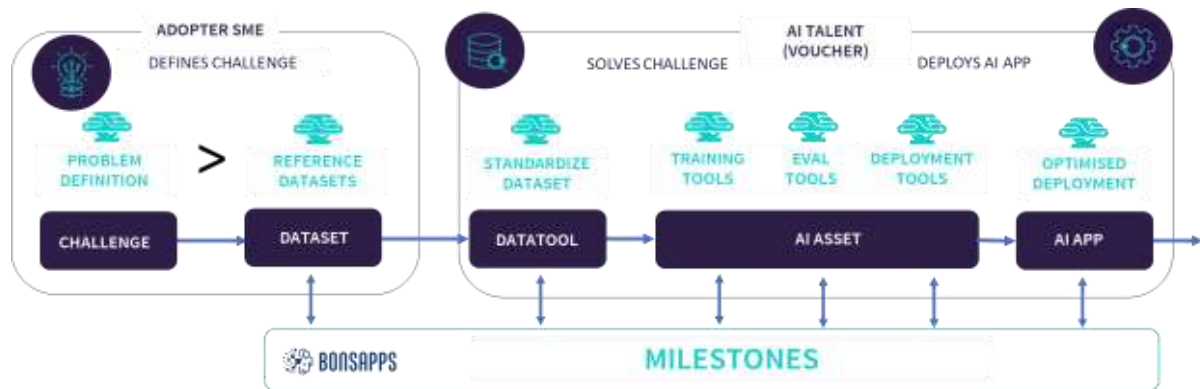 ADOPTER SME
DEFINES CHALLENGE
PROBLEM
DEFINITION
>
REFERENCE
DATASETS
CHALLENGE
DATASET
AI TALENT
(VOUCHER)
SOLVES CHALLENGE
DEPLOYS AI APP
STANDARDIZE
DATASET
TRAINING
TOOLS
EVAL
TOOLS
DEPLOYMENT
TOOLS
OPTIMISED
DEPLOYMENT
DATATOOL
AI ASSET
AI APP
BONSAPPS
MILESTONES